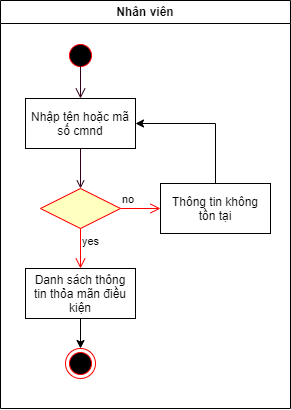 Nhân viên
Nhập tên hoặc mã
số cmnd
no
Thông tin không
tồn tại
yes
Danh sách thông
tin thỏa mãn điều
kiện